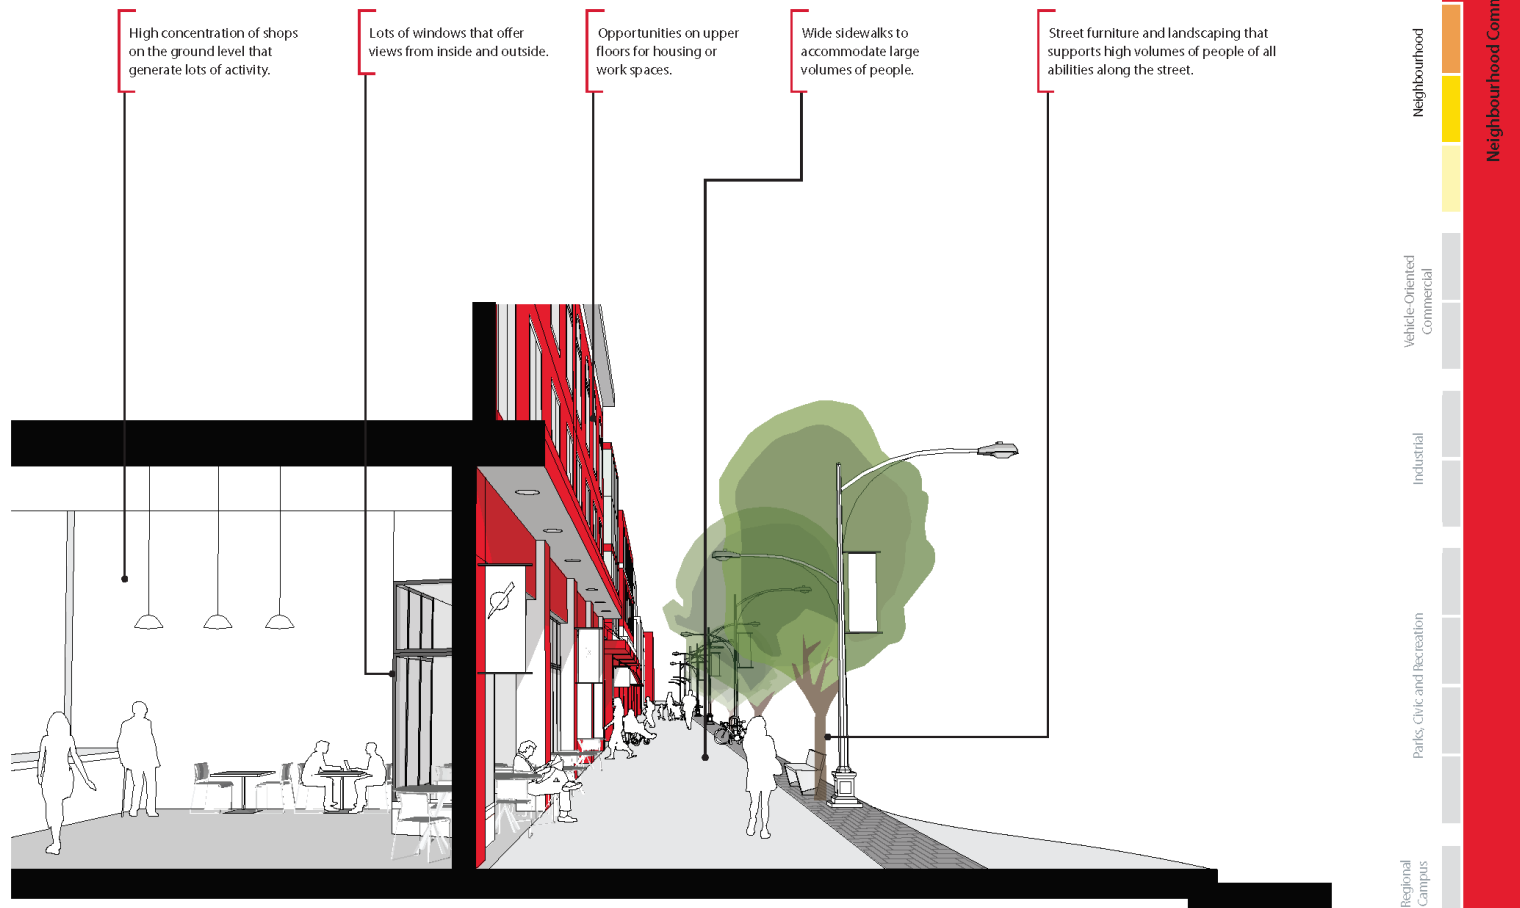 High concentration of shops
on the ground level that
generate lots of activity.
Lots of windows that offer
views from inside and outside.
Opportunities on upper
floors for housing or
work spaces.
Wide sidewalks to
accommodate large
volumes of people.
Street furniture and landscaping that
supports high volumes of people of all
abilities along the street.
Neighbourhood
Vehicle-Oriented
Commercial
Industrial
Parks, Civic and Recreation
Regional
Campus
Neighbourhood Comm